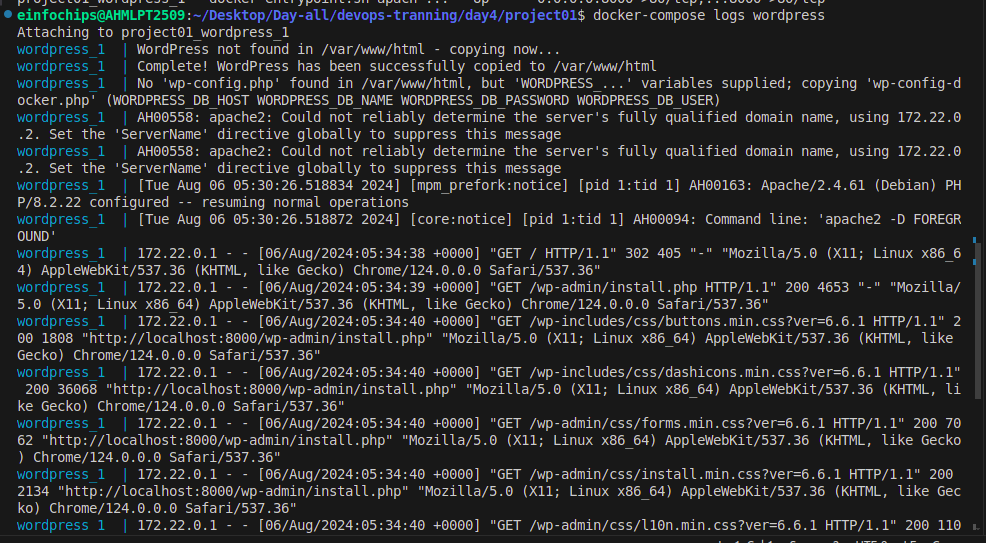 einfochips@AHMLPT2509:~/Desktop/Day-all/devops-tranning/day4/project01$ docker-compose logs wordpress
Attaching to project01_wordpress_1
wordpress_1  | WordPress not found in /var/www/html - copying now...
wordpress_1  | Complete! WordPress has been successfully copied to /var/www/html
wordpress_1  | No 'wp-config.php' found in /var/www/html, but 'WORDPRESS_...' variables supplied; copying 'wp-config-d
ocker.php' (WORDPRESS_DB_HOST WORDPRESS_DB_NAME WORDPRESS_DB_PASSWORD WORDPRESS_DB_USER)
wordpress_1  | AH00558: apache2: Could not reliably determine the server's fully qualified domain name, using 172.22.0
.2. Set the 'ServerName' directive globally to suppress this message
wordpress_1  | AH00558: apache2: Could not reliably determine the server's fully qualified domain name, using 172.22.0
.2. Set the 'ServerName' directive globally to suppress this message
wordpress_1  | [Tue Aug 06 05:30:26.518834 2024] [mpm_prefork:notice] [pid 1:tid 1] AH00163: Apache/2.4.61 (Debian) PH
P/8.2.22 configured -- resuming normal operations
wordpress_1  | [Tue Aug 06 05:30:26.518872 2024] [core:notice] [pid 1:tid 1] AH00094: Command line: 'apache2 -D FOREGR
OUND'
wordpress_1  | 172.22.0.1 - - [06/Aug/2024:05:34:38 +0000] "GET / HTTP/1.1" 302 405 "-" "Mozilla/5.0 (X11; Linux x86_6
4) AppleWebKit/537.36 (KHTML, like Gecko) Chrome/124.0.0.0 Safari/537.36"
wordpress_1  | 172.22.0.1 - - [06/Aug/2024:05:34:39 +0000] "GET /wp-admin/install.php HTTP/1.1" 200 4653 "-" "Mozilla/
5.0 (X11; Linux x86_64) AppleWebKit/537.36 (KHTML, like Gecko) Chrome/124.0.0.0 Safari/537.36"
wordpress_1  | 172.22.0.1 - - [06/Aug/2024:05:34:40 +0000] "GET /wp-includes/css/buttons.min.css?ver=6.6.1 HTTP/1.1" 2
00 1808 "http://localhost:8000/wp-admin/install.php" "Mozilla/5.0 (X11; Linux x86_64) AppleWebKit/537.36 (KHTML, like
Gecko) Chrome/124.0.0.0 Safari/537.36"
wordpress_1  | 172.22.0.1 - - [06/Aug/2024:05:34:40 +0000] "GET /wp-includes/css/dashicons.min.css?ver=6.6.1 HTTP/1.1"
 200 36068 "http://localhost:8000/wp-admin/install.php" "Mozilla/5.0 (X11; Linux x86_64) AppleWebKit/537.36 (KHTML, li
ke Gecko) Chrome/124.0.0.0 Safari/537.36"
wordpress_1  | 172.22.0.1 - - [06/Aug/2024:05:34:40 +0000] "GET /wp-admin/css/forms.min.css?ver=6.6.1 HTTP/1.1" 200 70
62 "http://localhost:8000/wp-admin/install.php" "Mozilla/5.0 (X11; Linux x86_64) AppleWebKit/537.36 (KHTML, like Gecko
) Chrome/124.0.0.0 Safari/537.36"
wordpress_1  | 172.22.0.1 - - [06/Aug/2024:05:34:40 +0000] "GET /wp-admin/css/install.min.css?ver=6.6.1 HTTP/1.1" 200
2134 "http://localhost:8000/wp-admin/install.php" "Mozilla/5.0 (X11; Linux x86_64) AppleWebKit/537.36 (KHTML, like Gec
ko) Chrome/124.0.0.0 Safari/537.36"
wordpress_1  | 172.22.0.1 - - [06/Aug/2024:05:34:40 +0000] "GET /wp-admin/css/l10n.min.css?ver=6.6.1 HTTP/1.1" 200 110